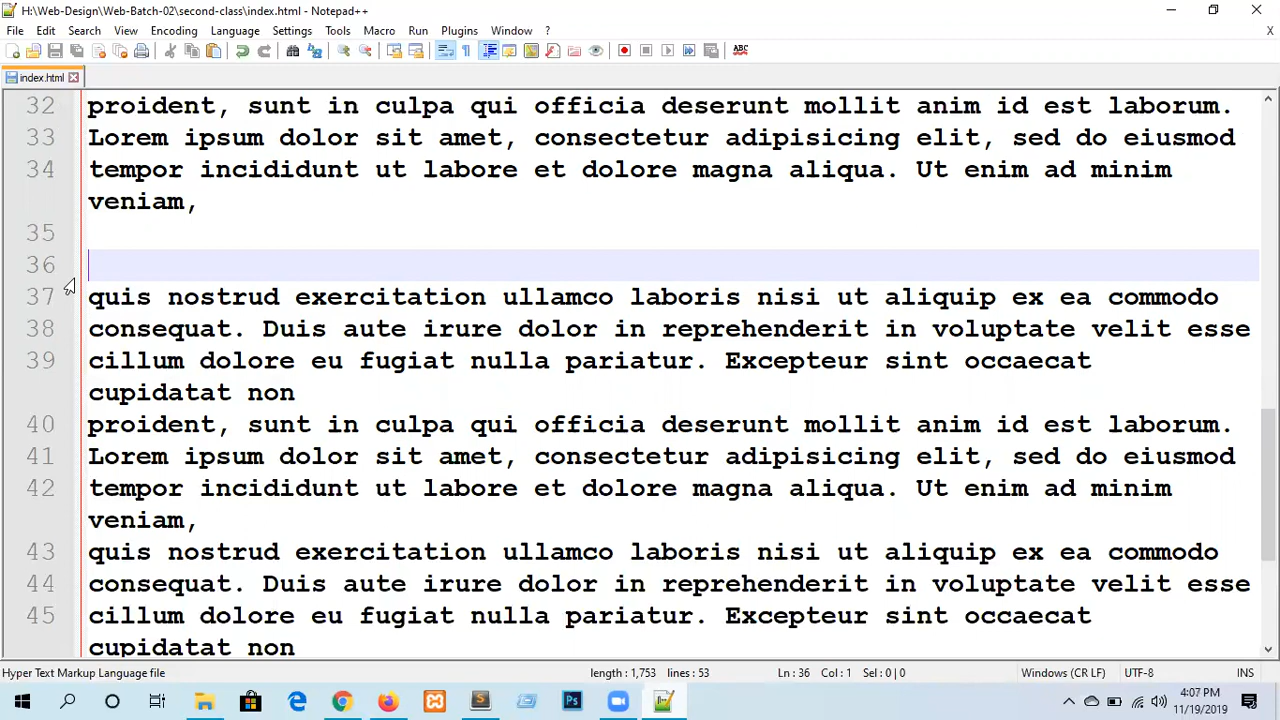 H:\Web-Design\Web-Batch-02\second-class\index.html - Notepad++
File Edit Search View Encoding Language Settings Tools Macro Run Plugins Window ? X
ABC
index.html
32 proident, sunt in culpa qui officia deserunt mollit anim id est laborum.
33 Lorem ipsum dolor sit amet, consectetur adipisicing elit, sed do eiusmod
34 tempor incididunt ut labore et dolore magna aliqua. Ut enim ad minim
veniam,
35
36
37 quis nostrud exercitation ullamco laboris nisi ut aliquip ex ea commodo
38 consequat. Duis aute irure dolor in reprehenderit in voluptate velit esse
39 cillum dolore eu fugiat nulla pariatur. Excepteur sint occaecat
cupidatat non
40 proident, sunt in culpa qui officia deserunt mollit anim id est laborum.
41 Lorem ipsum dolor sit amet, consectetur adipisicing elit, sed do eiusmod
42 tempor incididunt ut labore et dolore magna aliqua. Ut enim ad minim
veniam,
43 quis nostrud exercitation ullamco laboris nisi ut aliquip ex ea commodo
44 consequat. Duis aute irure dolor in reprehenderit in voluptate velit esse
45 cillum dolore eu fugiat nulla pariatur. Excepteur sint occaecat
cupidatat non
Hyper Text Markup Language file length : 1,753 lines : 53 Ln : 36 Col : 1 Sel : 0 | 0 Windows (CR LF) UTF-8 INS
Ps
4:07 PM
11/19/2019